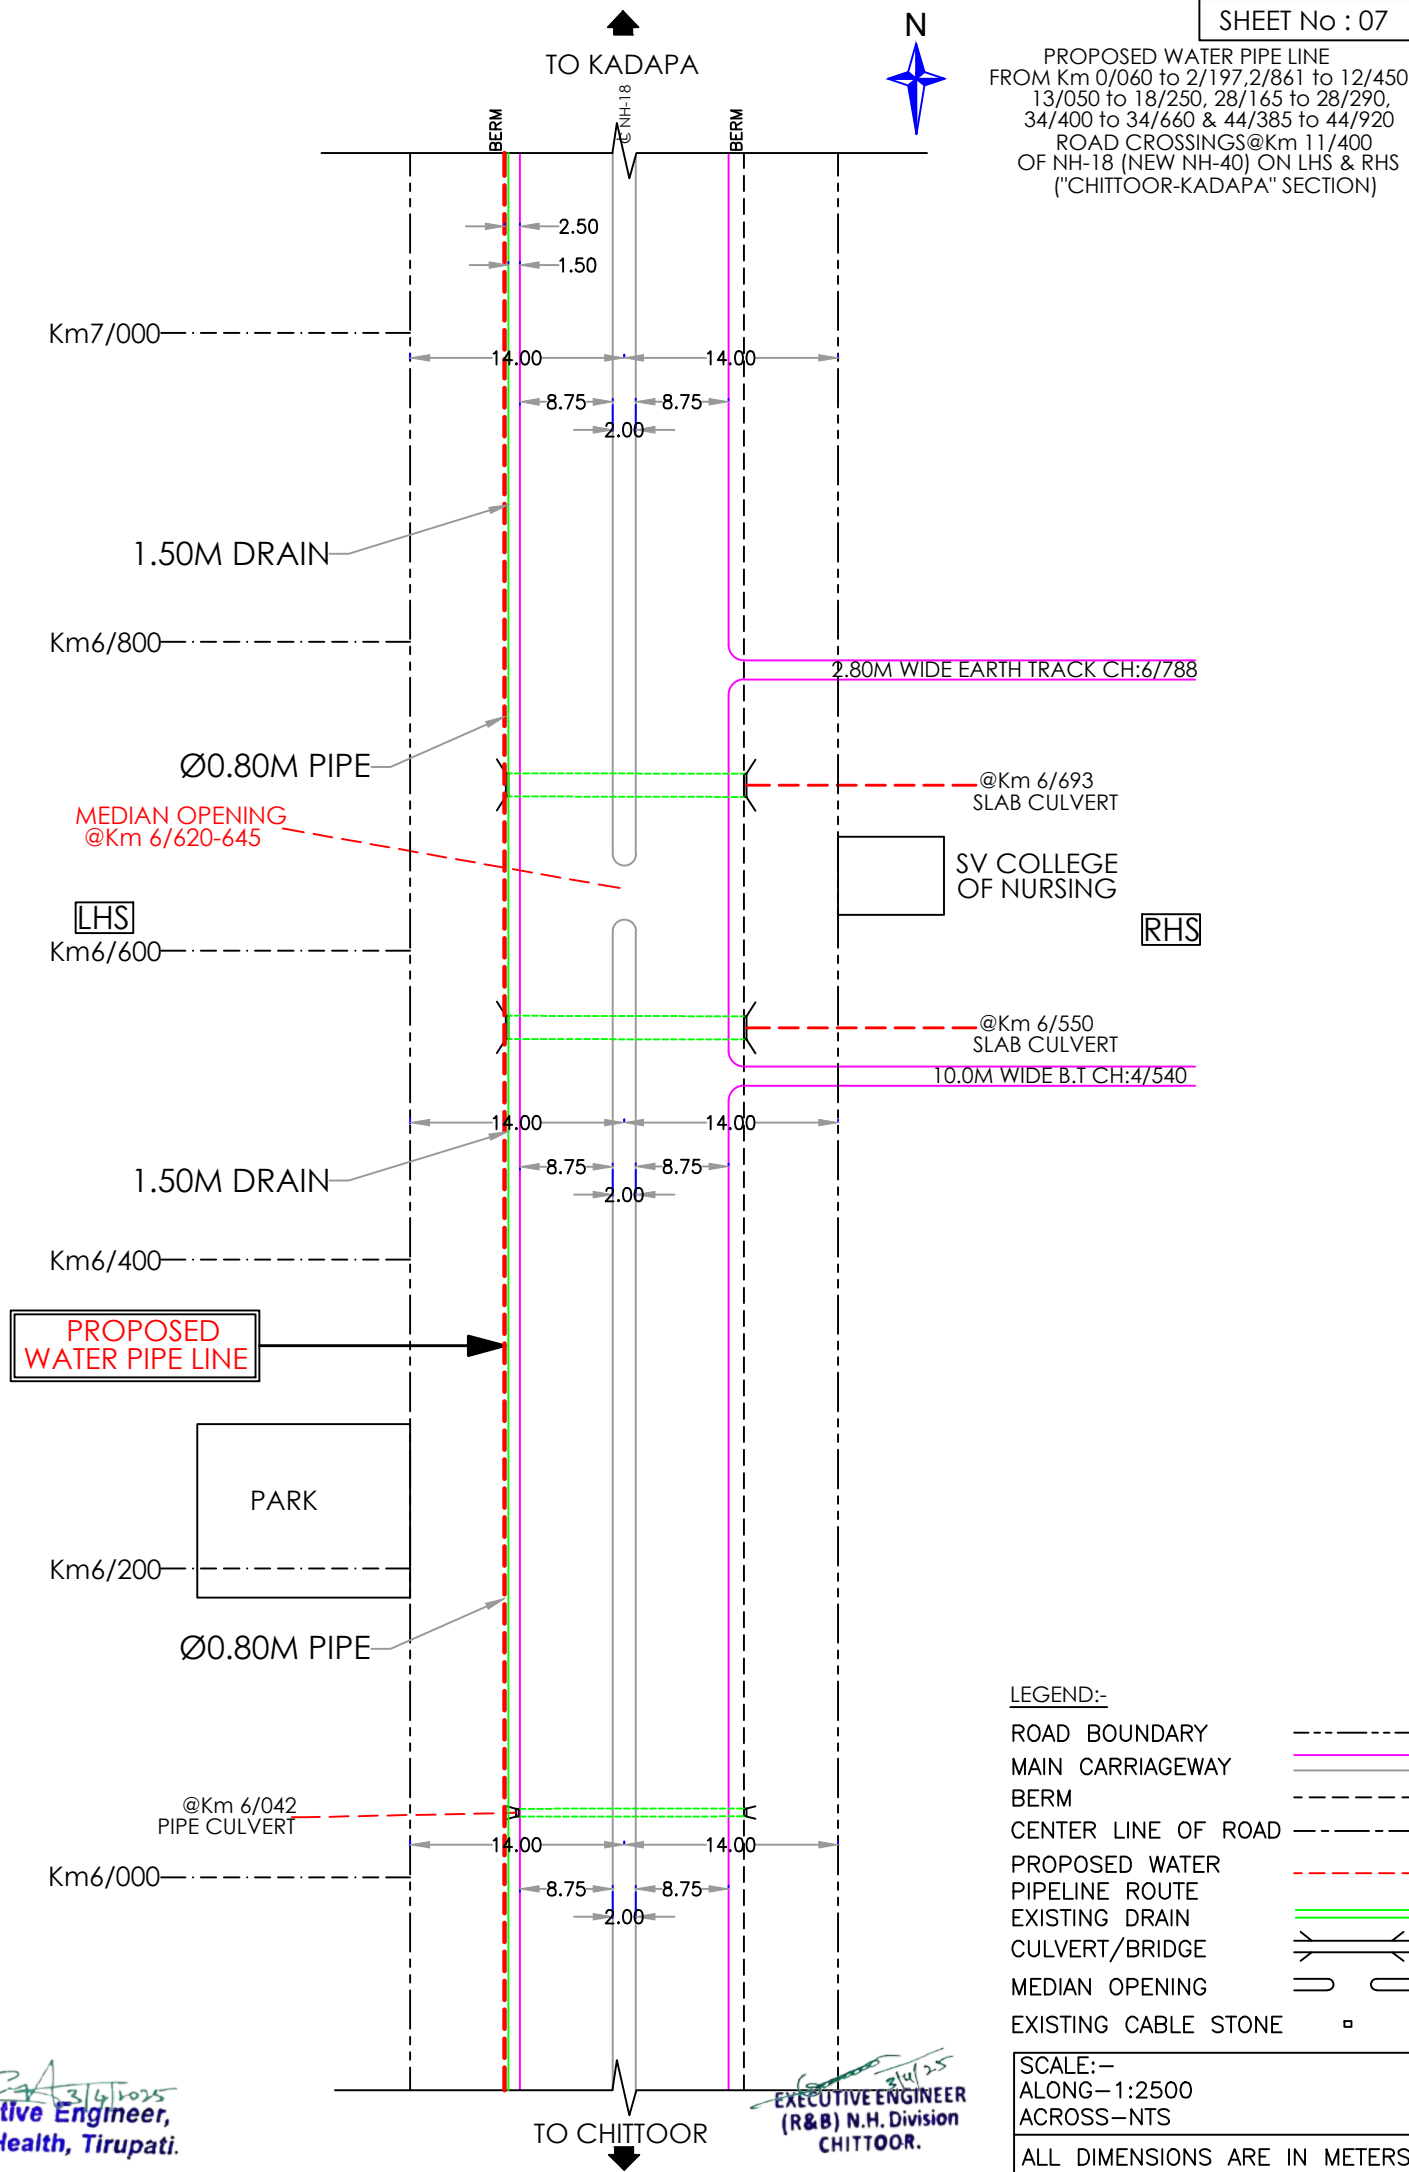 SHEET No : 07
N
TO KADAPA
PROPOSED WATER PIPE LINE
FROM Km 0/060 to 2/197,2/861 to 12/450
13/050 to 18/250, 28/165 to 28/290,
34/400 to 34/660 & 44/385 to 44/920
ROAD CROSSINGS@Km 11/400
OF NH-18 (NEW NH-40) ON LHS & RHS
("CHITTOOR-KADAPA" SECTION)
BERM
NH-18
BERM
2.50
1.50
Km7/000
14.00
14.00
8.75
8.75
2.00
1.50M DRAIN
Km6/800
2.80M WIDE EARTH TRACK CH:6/788
Ø0.80M PIPE
@Km 6/693
SLAB CULVERT
MEDIAN OPENING
@Km 6/620-645
SV COLLEGE
OF NURSING
LHS
RHS
Km6/600
@Km 6/550
SLAB CULVERT
10.0M WIDE B.T CH:4/540
14.00
14.00
8.75
8.75
2.00
1.50M DRAIN
Km6/400
PROPOSED
WATER PIPE LINE
PARK
Km6/200
Ø0.80M PIPE
@Km 6/042
PIPE CULVERT
14.00
14.00
Km6/000
8.75
8.75
2.00
LEGEND:-
ROAD BOUNDARY
MAIN CARRIAGEWAY
BERM
CENTER LINE OF ROAD
PROPOSED WATER
PIPELINE ROUTE
EXISTING DRAIN
CULVERT/BRIDGE
MEDIAN OPENING
EXISTING CABLE STONE
SCALE:-
ALONG-1:2500
ACROSS-NTS
ALL DIMENSIONS ARE IN METERS
TO CHITTOOR
3/4/2025
tive Engineer,
Health, Tirupati.
3/4/25
EXECUTIVE ENGINEER
(R&B) N.H. Division
CHITTOOR.